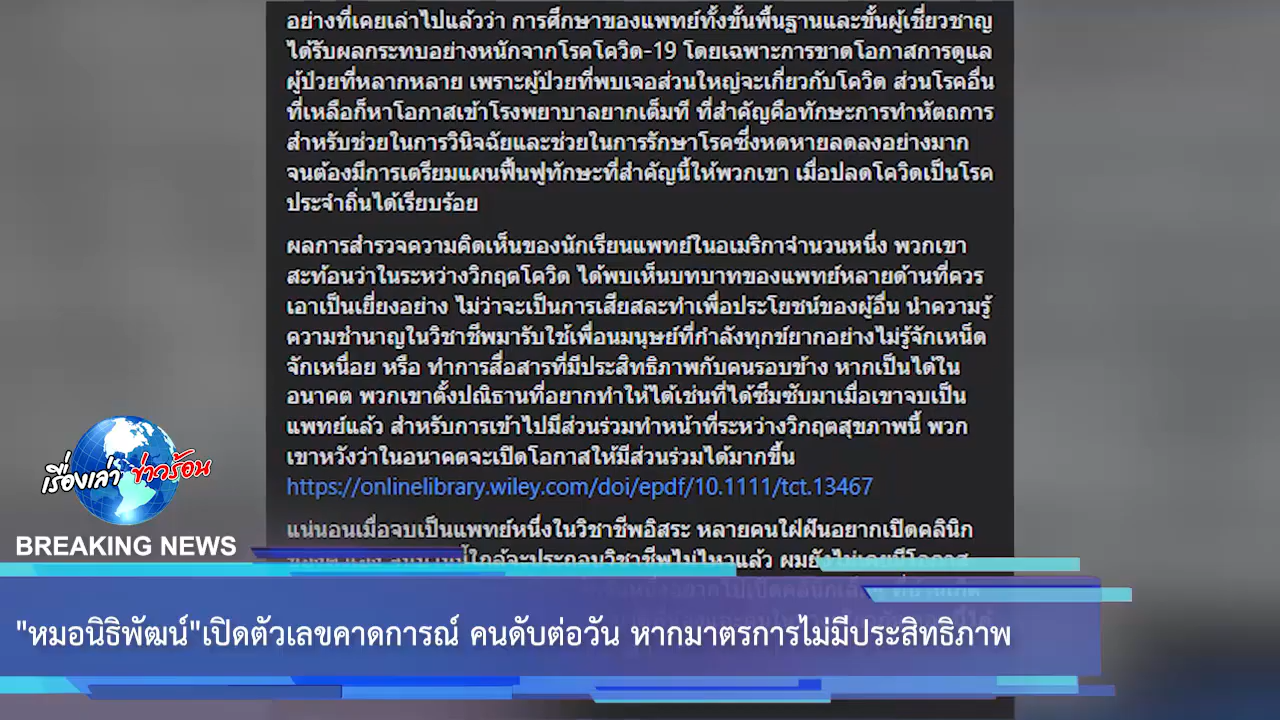 อย่างที่เคยเล่าไปแล้วว่า การศึกษาของแพทย์ทั้งขั้นพื้นฐานและขั้นผู้เชี่ยวชาญ
ได้รับผลกระทบอย่างหนักจากโรคโควิด-19 โดยเฉพาะการขาดโอกาสการดูแล
ผู้ป่วยที่หลากหลาย เพราะผู้ป่วยที่พบเจอส่วนใหญ่จะเกี่ยวกับโควิด ส่วนโรคอื่น
ที่เหลือก็หาโอกาสเข้าโรงพยาบาลยากเต็มที ที่สำคัญคือทักษะการทำหัตถการ
สำหรับช่วยในการวินิจฉัยและช่วยในการรักษาโรคซึ่งหดหายลดลงอย่างมาก
จนต้องมีการเตรียมแผนฟื้นฟูทักษะที่สำคัญนี้ให้พวกเขา เมื่อปลดโควิดเป็นโรค
ประจำถิ่นได้เรียบร้อย
ผลการสำรวจความคิดเห็นของนักเรียนแพทย์ในอเมริกาจำนวนหนึ่ง พวกเขา
สะท้อนว่าในระหว่างวิกฤตโควิด ได้พบเห็นบทบาทของแพทย์หลายด้านที่ควร
เอาเป็นเยี่ยงอย่าง ไม่ว่าจะเป็นการเสียสละทำเพื่อประโยชน์ของผู้อื่น นำความรู้
ความชำนาญในวิชาชีพมารับใช้เพื่อนมนุษย์ที่กำลังทุกข์ยากอย่างไม่รู้จักเหน็ด
จักเหนื่อย หรือ ทำการสื่อสารที่มีประสิทธิภาพกับคนรอบข้าง หากเป็นได้ใน
อนาคต พวกเขาตั้งปณิธานที่อยากทำให้ได้เช่นที่ได้ซึมซับมาเมื่อเขาจบเป็น
แพทย์แล้ว สำหรับการเข้าไปมีส่วนร่วมทำหน้าที่ระหว่างวิกฤตสุขภาพนี้ พวก
เขาหวังว่าในอนาคตจะเปิดโอกาสให้มีส่วนร่วมได้มากขึ้น
https://onlinelibrary.wiley.com/doi/epdf/10.1111/tct.13467
แน่นอนเมื่อจบเป็นแพทย์หนึ่งในวิชาชีพอิสระ หลายคนใฝ่ฝันอยากเปิดคลินิก
ใกล้จะประกอบวิชาชีพไม่ไหวแล้ว ผมยังไม่เคยมีโอกาส
เรื่องเล่า ข่าวร้อน
BREAKING NEWS
"หมอนิธิพัฒน์"เปิดตัวเลขคาดการณ์ คนดับต่อวัน หากมาตรการไม่มีประสิทธิภาพ